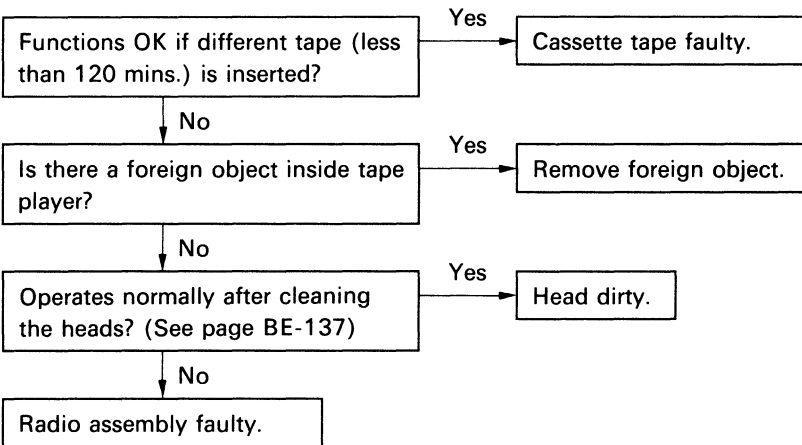 Functions OK if different tape (less
than 120 mins.) is inserted?
Yes
Cassette tape faulty.
No
Is there a foreign object inside tape
player?
Yes
Remove foreign object.
No
Operates normally after cleaning
the heads? (See page BE-137)
Yes
Head dirty.
No
Radio assembly faulty.